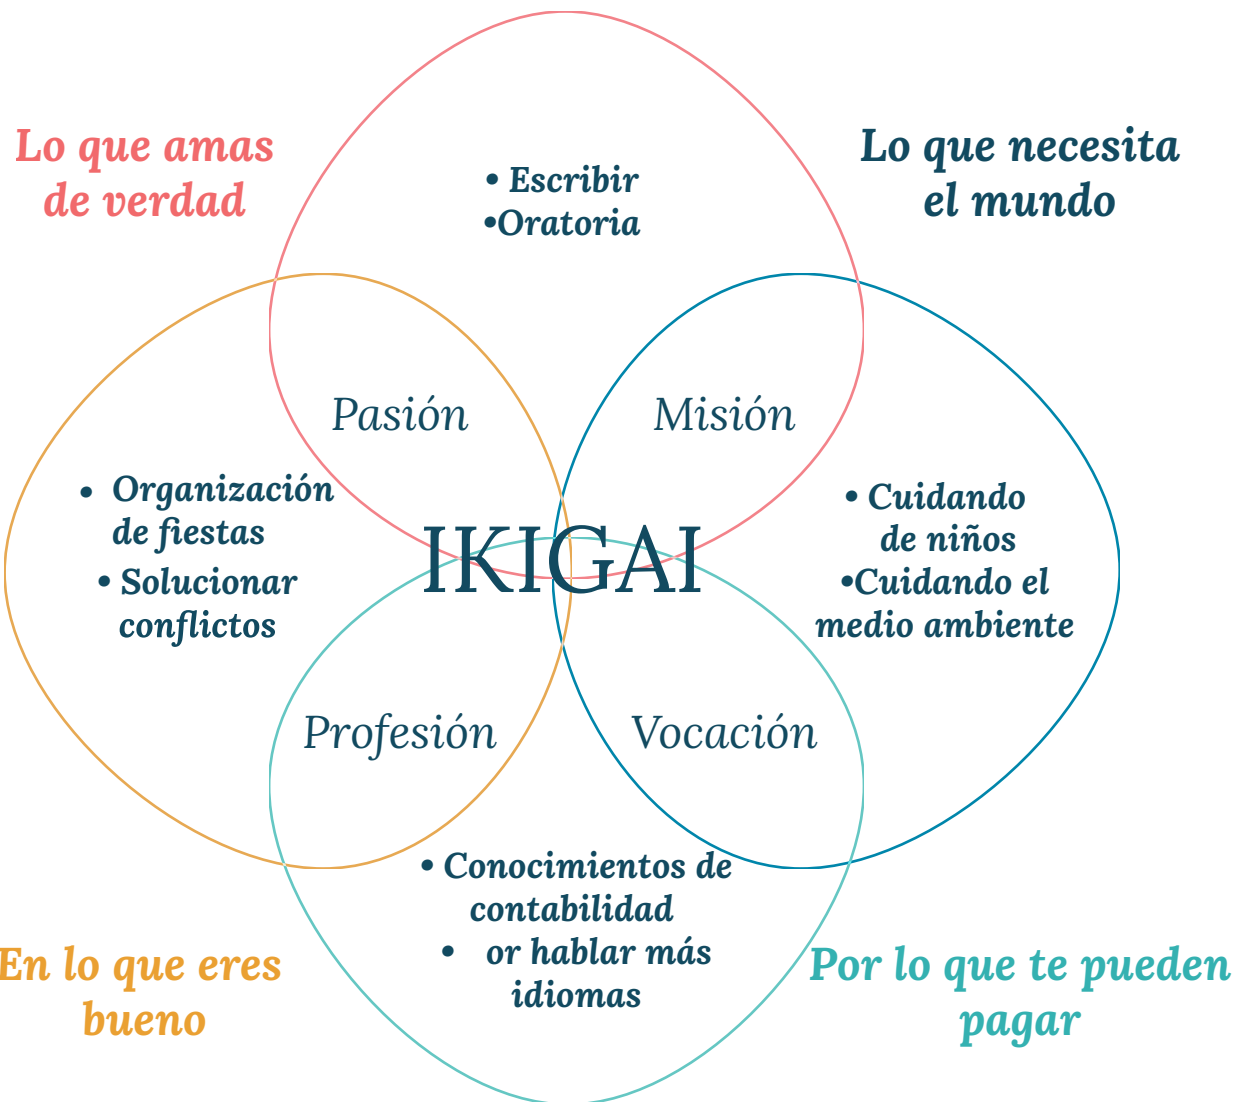 Lo que amas
de verdad
Lo que necesita
el mundo
• Escribir
•Oratoria
Pasión
Misión
• Organización
de fiestas
• Solucionar
conflictos
IKIGAI
• Cuidando
de niños
•Cuidando el
medio ambiente
Profesión
Vocación
• Conocimientos de
contabilidad
• or hablar más
idiomas
En lo que eres
bueno
Por lo que te pueden
pagar